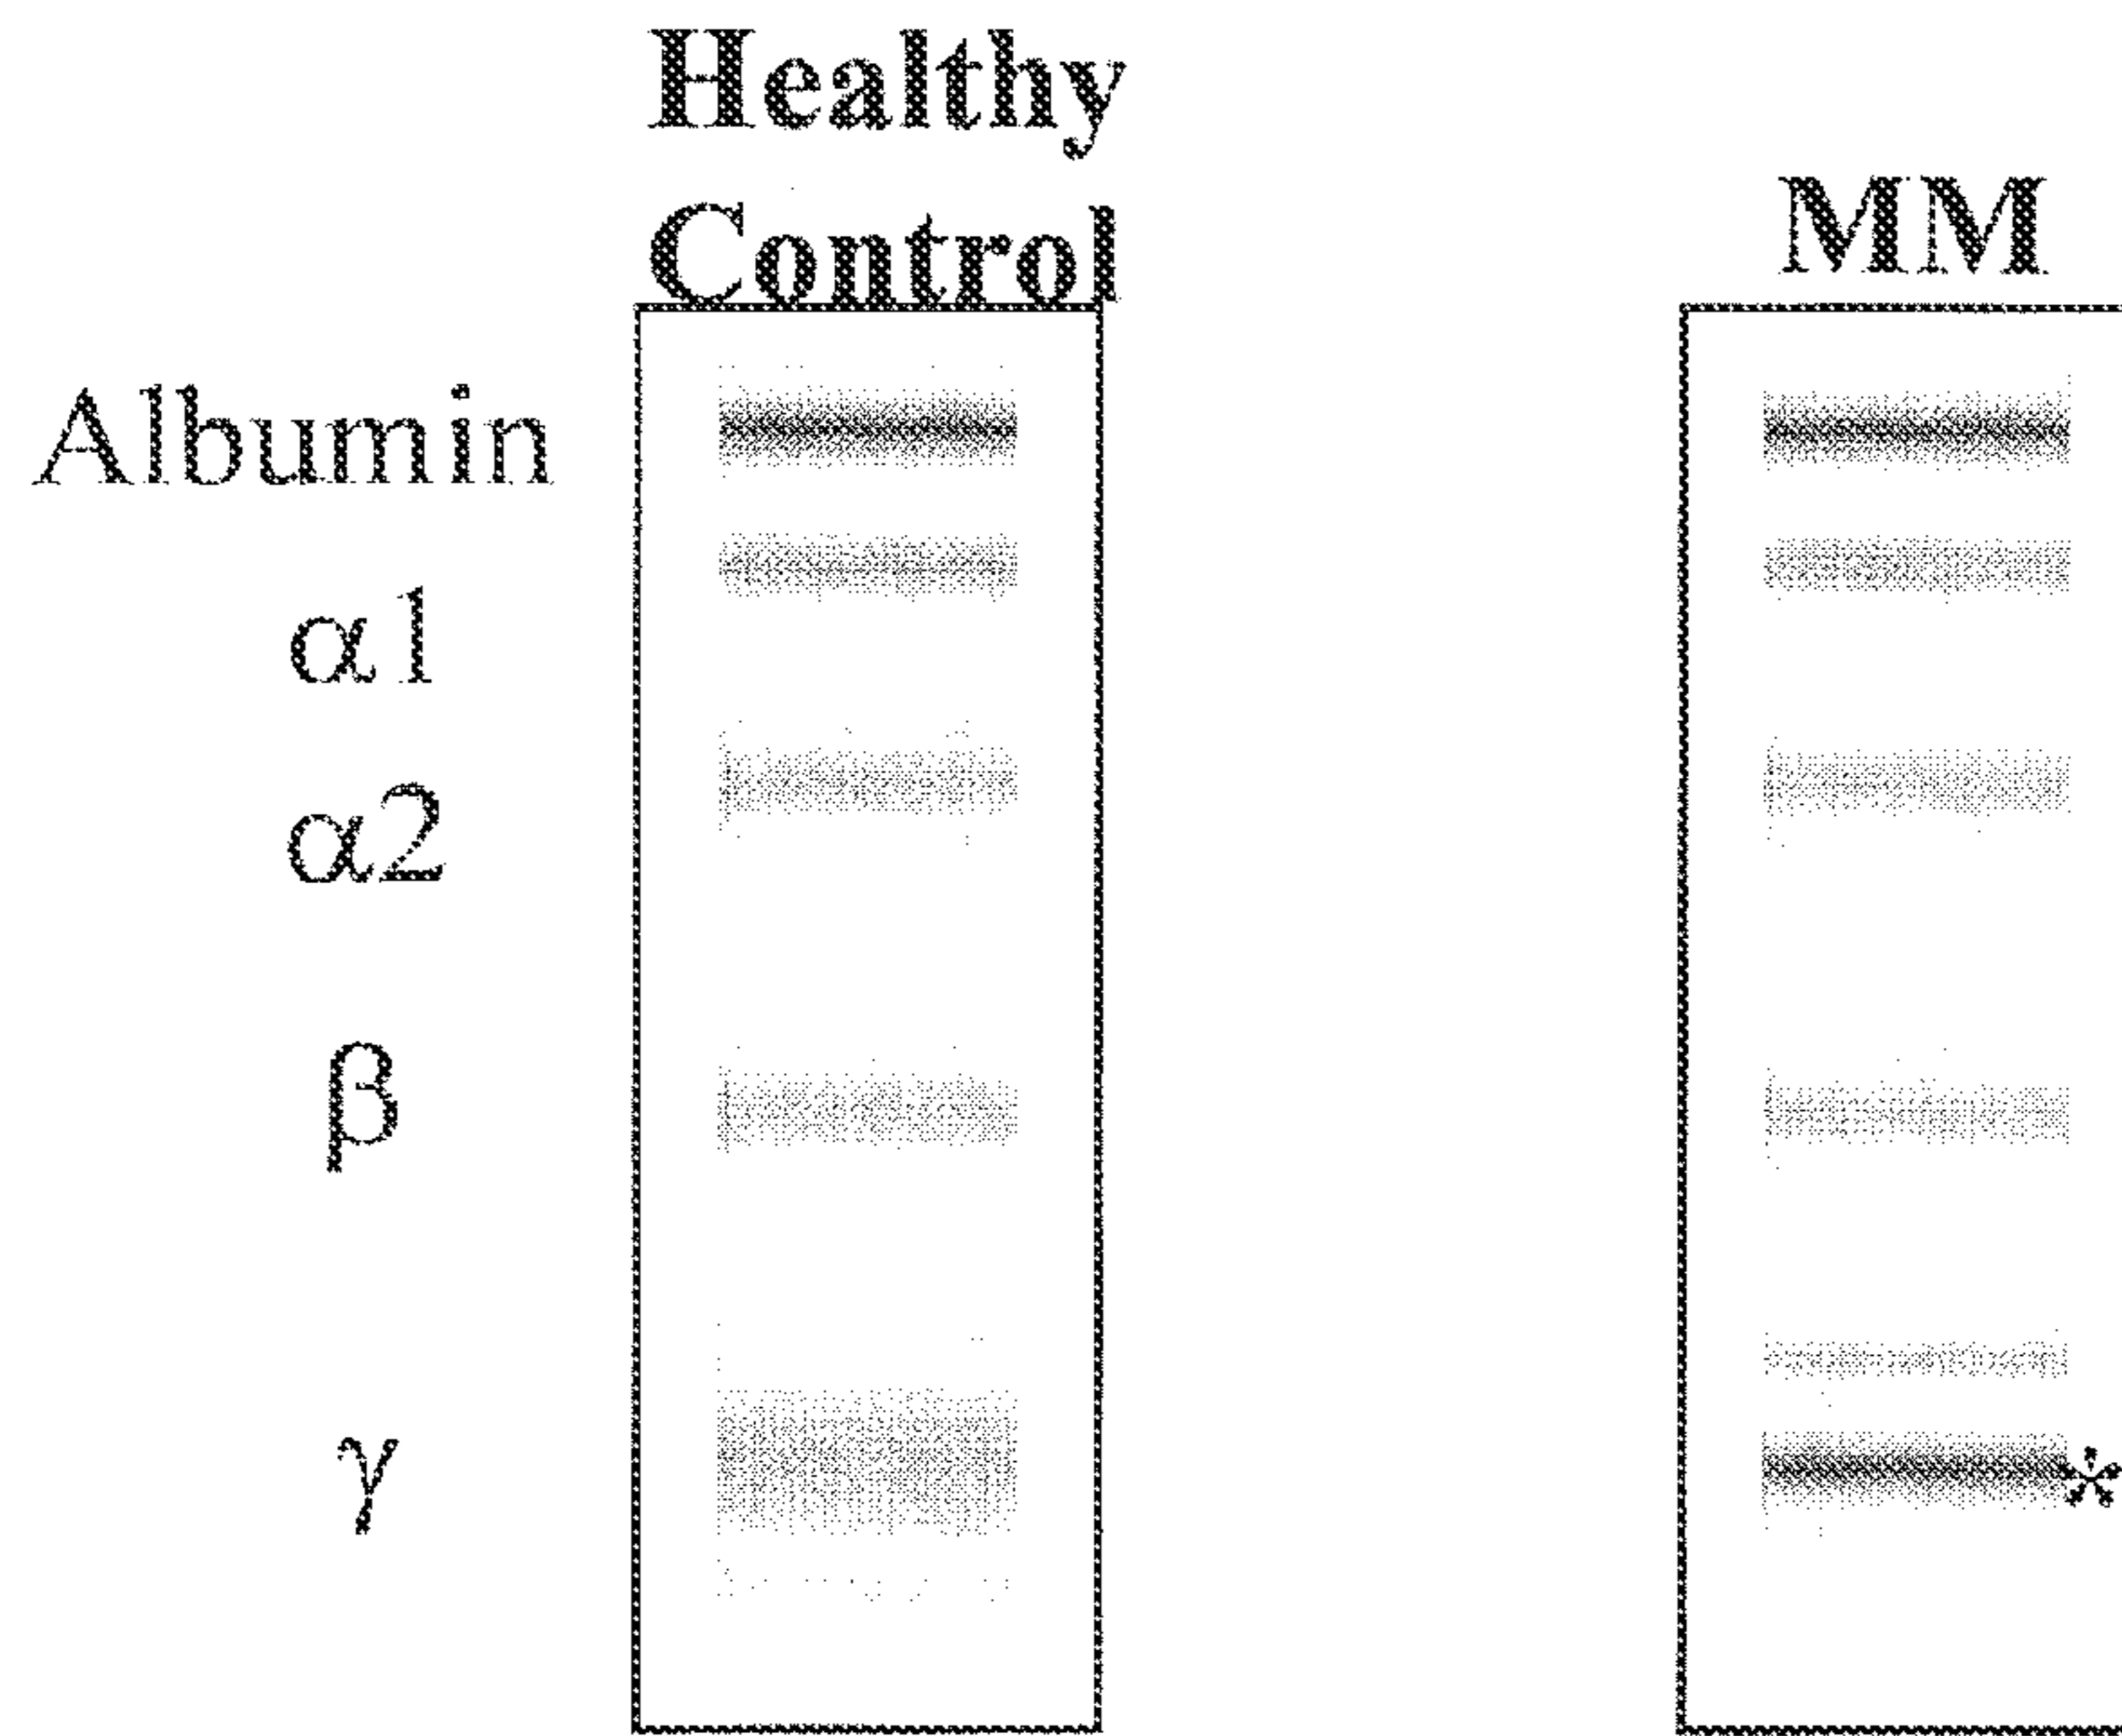 Healthy
Control
MM
Albumin
α1
α2
β
γ
*